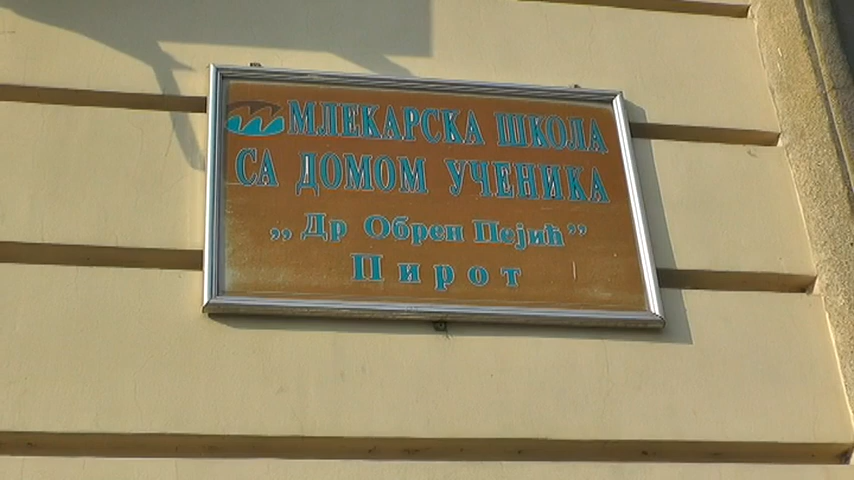 МЛЕКАРСКА ШКОЛА
СА ДОМОМ УЧЕНИКА
„Др Обрен Пејић”
Пирот